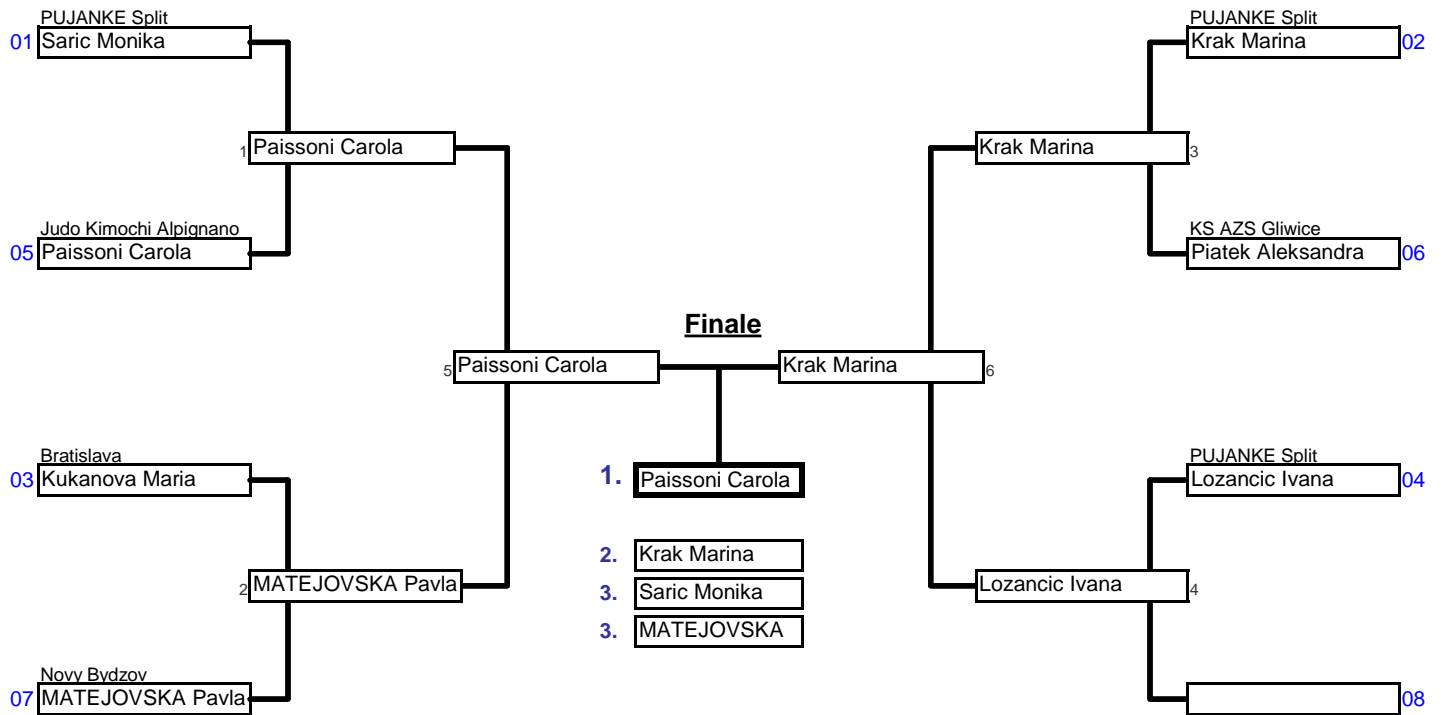 PUJANKE Split
01 Saric Monika
PUJANKE Split
Krak Marina 02
1 Paissoni Carola
Krak Marina 3
Judo Kimochi Alpignano
05 Paissoni Carola
KS AZS Gliwice
Piatek Aleksandra 06
Finale
5 Paissoni Carola
Krak Marina 6
Bratislava
03 Kukanova Maria
1. Paissoni Carola
PUJANKE Split
Lozancic Ivana 04
2. Krak Marina
2 MATEJOVSKA Pavla
3. Saric Monika
Lozancic Ivana 4
3. MATEJOVSKA
Novy Bydzov
07 MATEJOVSKA Pavla
08